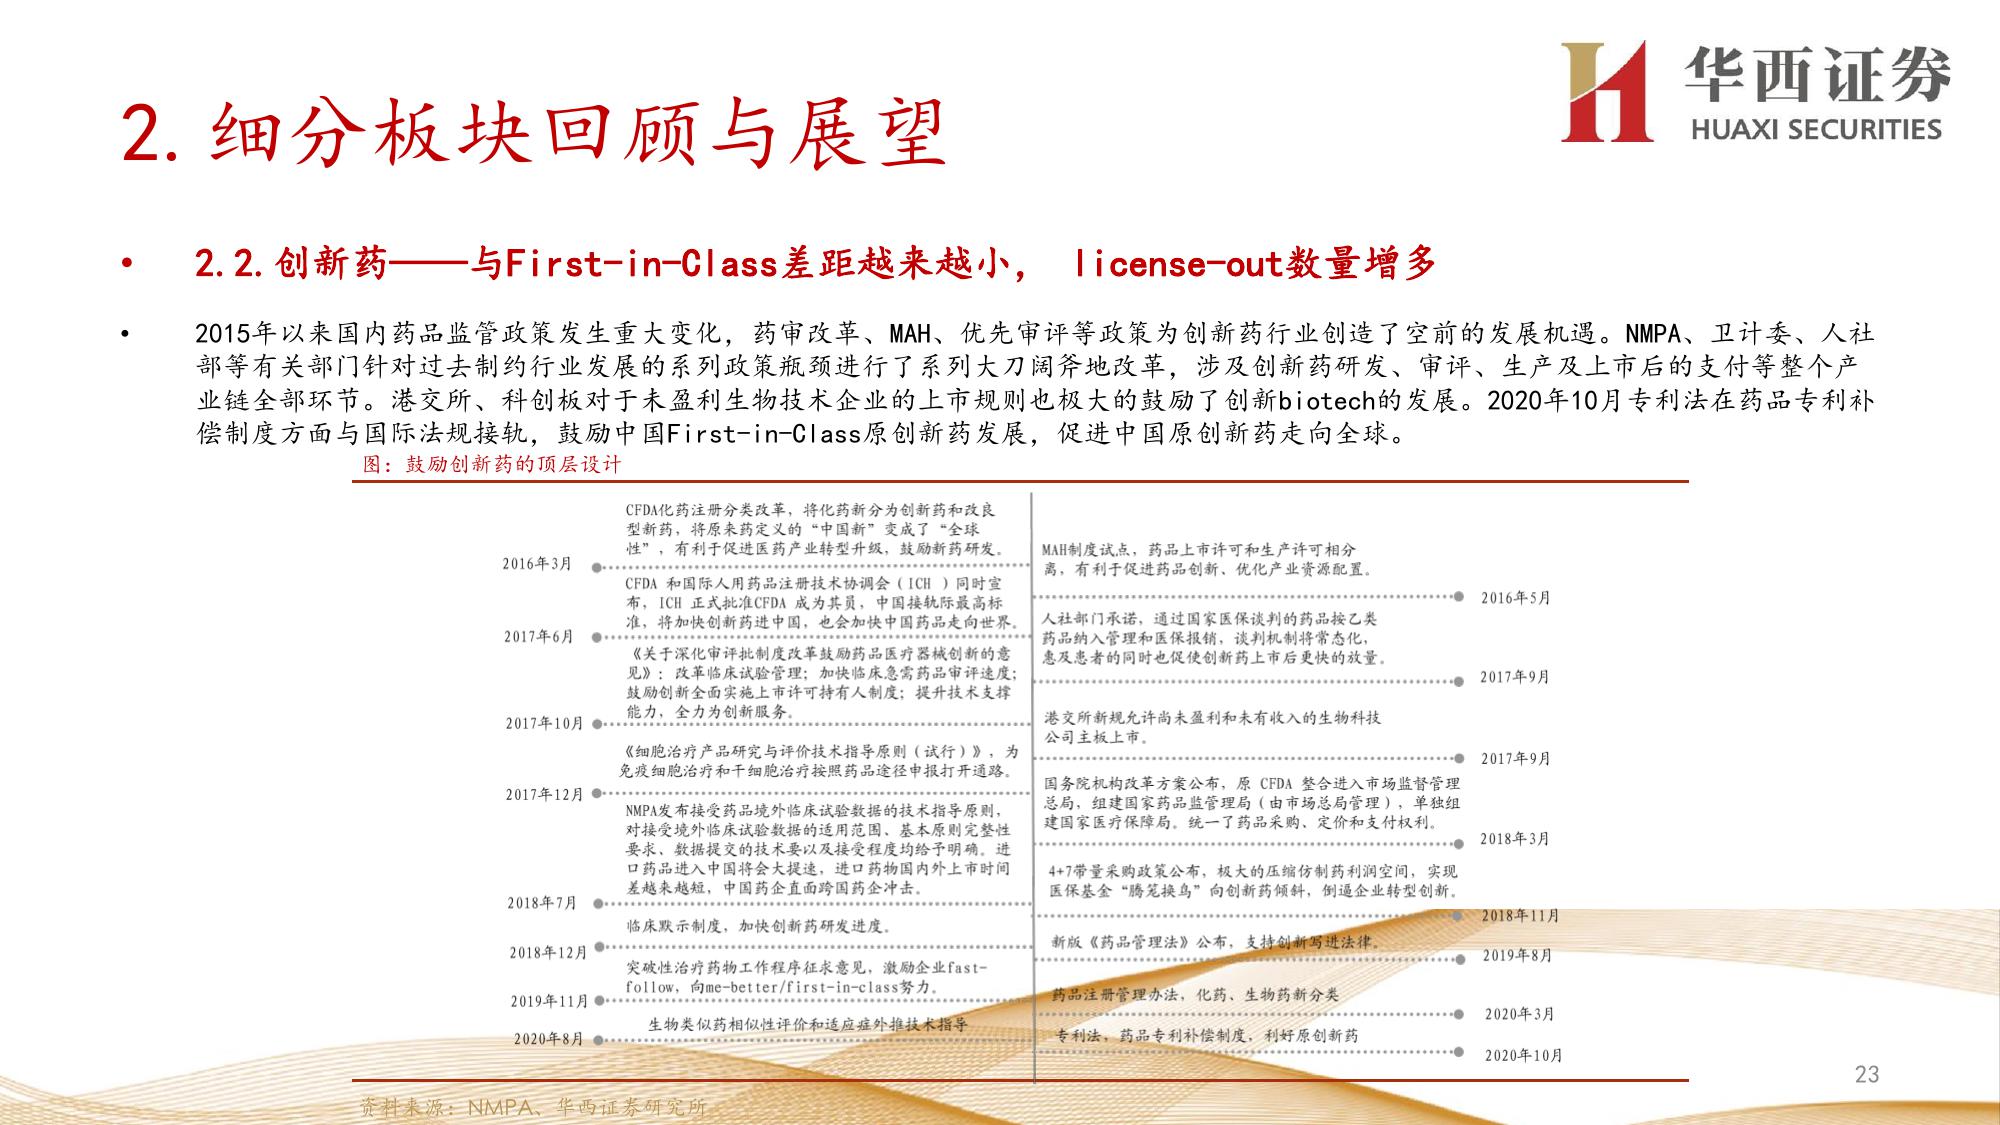 华西证券
HUAXI SECURITIES
2. 细分板块回顾与展望
• 2.2.创新药——与First-in-Class差距越来越小， license-out数量增多
• 2015年以来国内药品监管政策发生重大变化，药审改革、MAH、优先审评等政策为创新药行业创造了空前的发展机遇。NMPA、卫计委、人社
部等有关部门针对过去制约行业发展的系列政策瓶颈进行了系列大刀阔斧地改革，涉及创新药研发、审评、生产及上市后的支付等整个产
业链全部环节。港交所、科创板对于未盈利生物技术企业的上市规则也极大的鼓励了创新biotech的发展。2020年10月专利法在药品专利补
偿制度方面与国际法规接轨，鼓励中国First-in-Class原创新药发展，促进中国原创新药走向全球。
图：鼓励创新药的顶层设计
CFDA化药注册分类改革，将化药新分为创新药和改良
型新药，将原来药定义的“中国新”变成了“全球
性”，有利于促进医药产业转型升级，鼓励新药研发。
2016年3月
CFDA 和国际人用药品注册技术协调会（ICH ）同时宣
布，ICH 正式批准CFDA 成为其员，中国接轨际最高标
准，将加快创新药进中国，也会加快中国药品走向世界。
2017年6月
《关于深化审评批制度改革鼓励药品医疗器械创新的意
见》：改革临床试验管理；加快临床急需药品审评速度；
鼓励创新全面实施上市许可持有人制度；提升技术支撑
能力，全力为创新服务。
2017年10月
《细胞治疗产品研究与评价技术指导原则（试行）》，为
免疫细胞治疗和干细胞治疗按照药品途径申报打开通路。
2017年12月
NMPA发布接受药品境外临床试验数据的技术指导原则，
对接受境外临床试验数据的适用范围、基本原则完整性
要求、数据提交的技术要以及接受程度均给予明确。进
口药品进入中国将会大提速，进口药物国内外上市时间
差越来越短，中国药企直面跨国药企冲击。
2018年7月
临床默示制度，加快创新药研发进度。
2018年12月
突破性治疗药物工作程序征求意见，激励企业fast-
follow，向me-better/first-in-class努力。
2019年11月
生物类似药相似性评价和适应症外推技术指导
2020年8月
MAH制度试点，药品上市许可和生产许可相分
离，有利于促进药品创新、优化产业资源配置。
2016年5月
人社部门承诺，通过国家医保谈判的药品按乙类
药品纳入管理和医保报销，谈判机制将常态化，
惠及患者的同时也促使创新药上市后更快的放量。
2017年9月
港交所新规允许尚未盈利和未有收入的生物科技
公司主板上市。
2017年9月
国务院机构改革方案公布，原 CFDA 整合进入市场监督管理
总局，组建国家药品监管理局（由市场总局管理），单独组
建国家医疗保障局。统一了药品采购、定价和支付权利。
2018年3月
4+7带量采购政策公布，极大的压缩仿制药利润空间，实现
医保基金“腾笼换鸟”向创新药倾斜，倒逼企业转型创新。
2018年11月
新版《药品管理法》公布，支持创新写进法律。
2019年8月
药品注册管理办法，化药、生物药新分类
2020年3月
专利法，药品专利补偿制度，利好原创新药
2020年10月
资料来源：NMPA、华西证券研究所
23